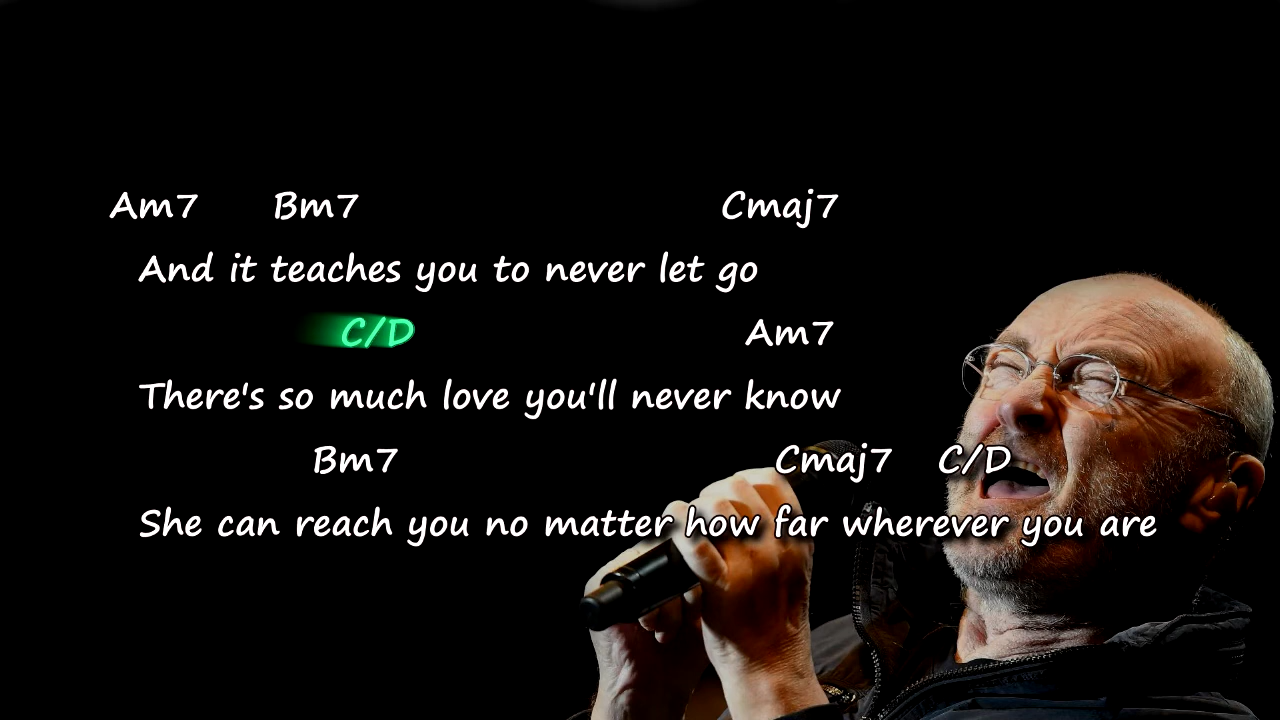 Am7 Bm7 Cmaj7
And it teaches you to never let go
C/D Am7
There's so much love you'll never know
Bm7 Cmaj7 C/D
She can reach you no matter how far wherever you are